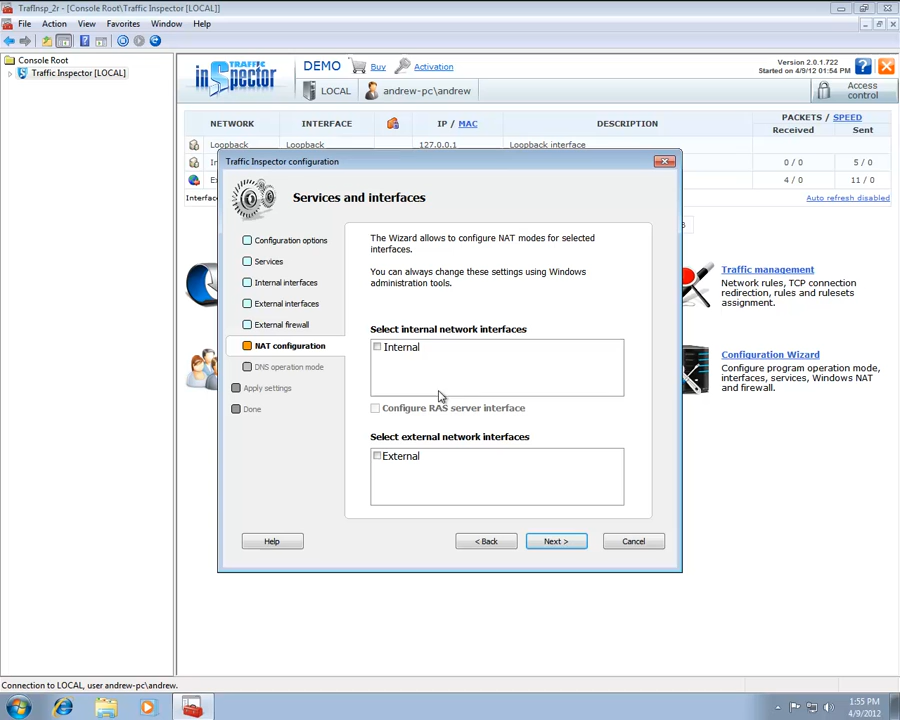 TrafInsp_2r - [Console Root\Traffic Inspector [LOCAL]]
File Action View Favorites Window Help
Console Root
Traffic Inspector [LOCAL]
TRAFFIC
inSpector
DEMO Buy Activation
Version 2.0.1.722
Started on 4/9/12 01:54 PM
LOCAL andrew-pc\andrew
Access control
NETWORK INTERFACE IP / MAC DESCRIPTION PACKETS / SPEED
Received Sent
Loopback Loopback 127.0.0.1 Loopback interface
0 / 0 5 / 0
4 / 0 11 / 0
Auto refresh disabled
Traffic Inspector configuration
Services and interfaces
Configuration options
Services
Internal interfaces
External interfaces
External firewall
NAT configuration
DNS operation mode
Apply settings
Done
The Wizard allows to configure NAT modes for selected
interfaces.
You can always change these settings using Windows
administration tools.
Select internal network interfaces
Internal
Configure RAS server interface
Select external network interfaces
External
Help < Back Next > Cancel
Traffic management
Network rules, TCP connection
redirection, rules and rulesets
assignment.
Configuration Wizard
Configure program operation mode,
interfaces, services, Windows NAT
and firewall.
Connection to LOCAL, user andrew-pc\andrew.
1:55 PM
4/9/2012